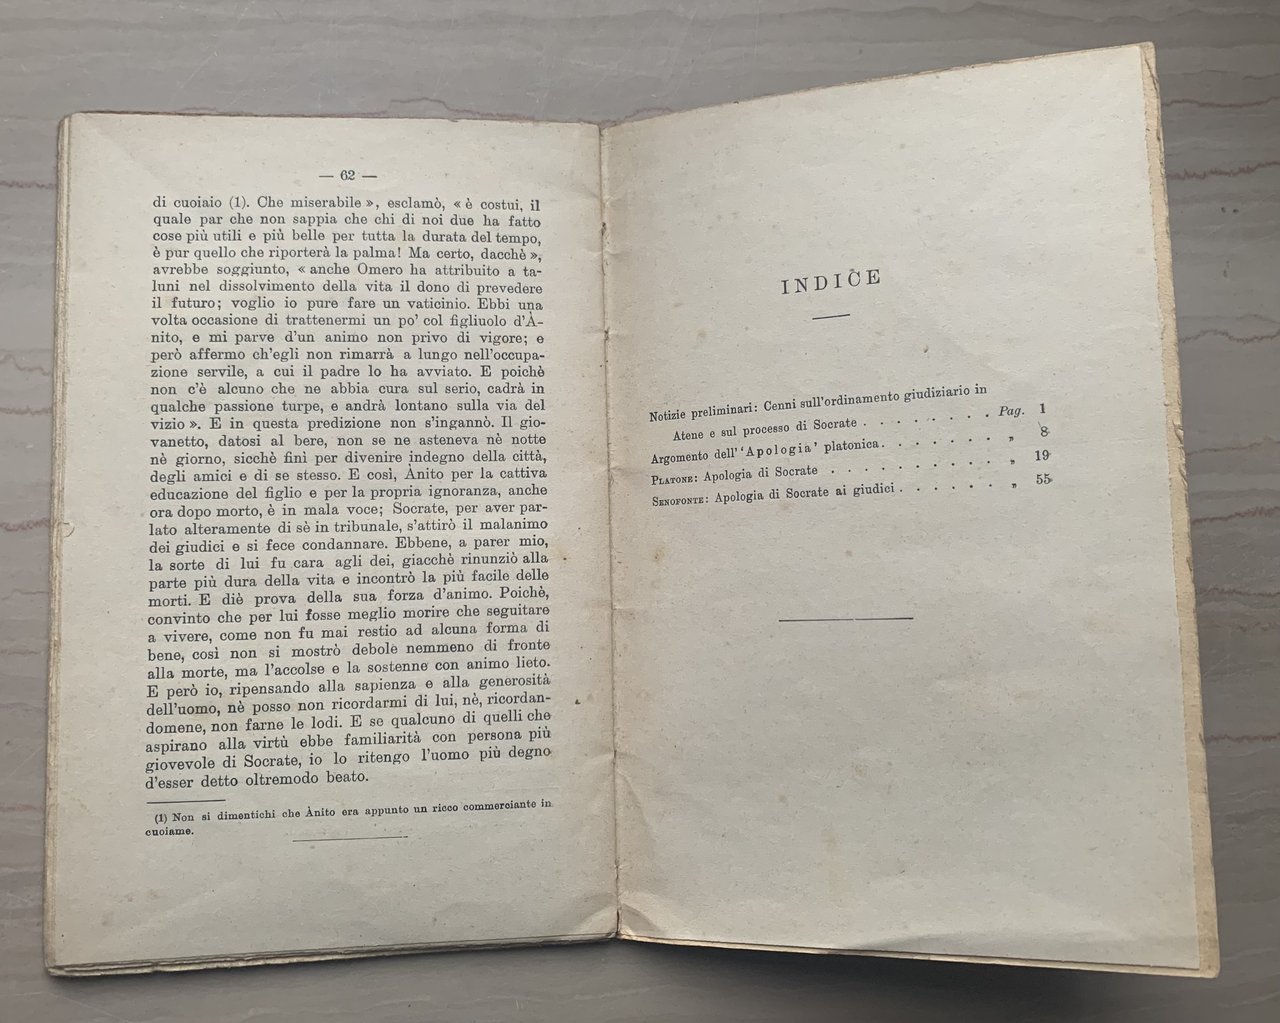 — 62 —
di cuoiaio (1). Che miserabile », esclamò, « è costui, il
quale par che non sappia che chi di noi due ha fatto
cose più utili e più belle per tutta la durata del tempo,
è pur quello che riporterà la palma! Ma certo, dacchè »,
avrebbe soggiunto, « anche Omero ha attribuito a ta-
luni nel dissolvimento della vita il dono di prevedere
il futuro; voglio io pure fare un vaticinio. Ebbi una
volta occasione di trattenermi un po' col figliuolo d'À-
nito, e mi parve d'un animo non privo di vigore; e
però affermo ch'egli non rimarrà a lungo nell'occupa-
zione servile, a cui il padre lo ha avviato. E poichè
non c'è alcuno che ne abbia cura sul serio, cadrà in
qualche passione turpe, e andrà lontano sulla via del
vizio ». E in questa predizione non s'ingannò. Il gio-
vanetto, datosi al bere, non se ne asteneva nè notte
nè giorno, sicchè finì per divenire indegno della città,
degli amici e di se stesso. E così, Ànito per la cattiva
educazione del figlio e per la propria ignoranza, anche
ora dopo morto, è in mala voce; Socrate, per aver par-
lato alteramente di sè in tribunale, s'attirò il malanimo
dei giudici e si fece condannare. Ebbene, a parer mio,
la sorte di lui fu cara agli dei, giacchè rinunziò alla
parte più dura della vita e incontrò la più facile delle
morti. E diè prova della sua forza d'animo. Poichè,
convinto che per lui fosse meglio morire che seguitare
a vivere, come non fu mai restio ad alcuna forma di
bene, così non si mostrò debole nemmeno di fronte
alla morte, ma l'accolse e la sostenne con animo lieto.
E però io, ripensando alla sapienza e alla generosità
dell'uomo, nè posso non ricordarmi di lui, nè, ricordan-
domene, non farne le lodi. E se qualcuno di quelli che
aspirano alla virtù ebbe familiarità con persona più
giovevole di Socrate, io lo ritengo l'uomo più degno
d'esser detto oltremodo beato.
(1) Non si dimentichi che Ànito era appunto un ricco commerciante in
cuoiame.
INDICE
Notizie preliminari: Cenni sull'ordinamento giudiziario in
Atene e sul processo di Socrate . . . . . . . Pag. 1
Argomento dell' 'Apologia' platonica . . . . . . . „ 8
PLATONE: Apologia di Socrate . . . . . . . . . . „ 19
SENOFONTE: Apologia di Socrate ai giudici . . . . . . „ 55